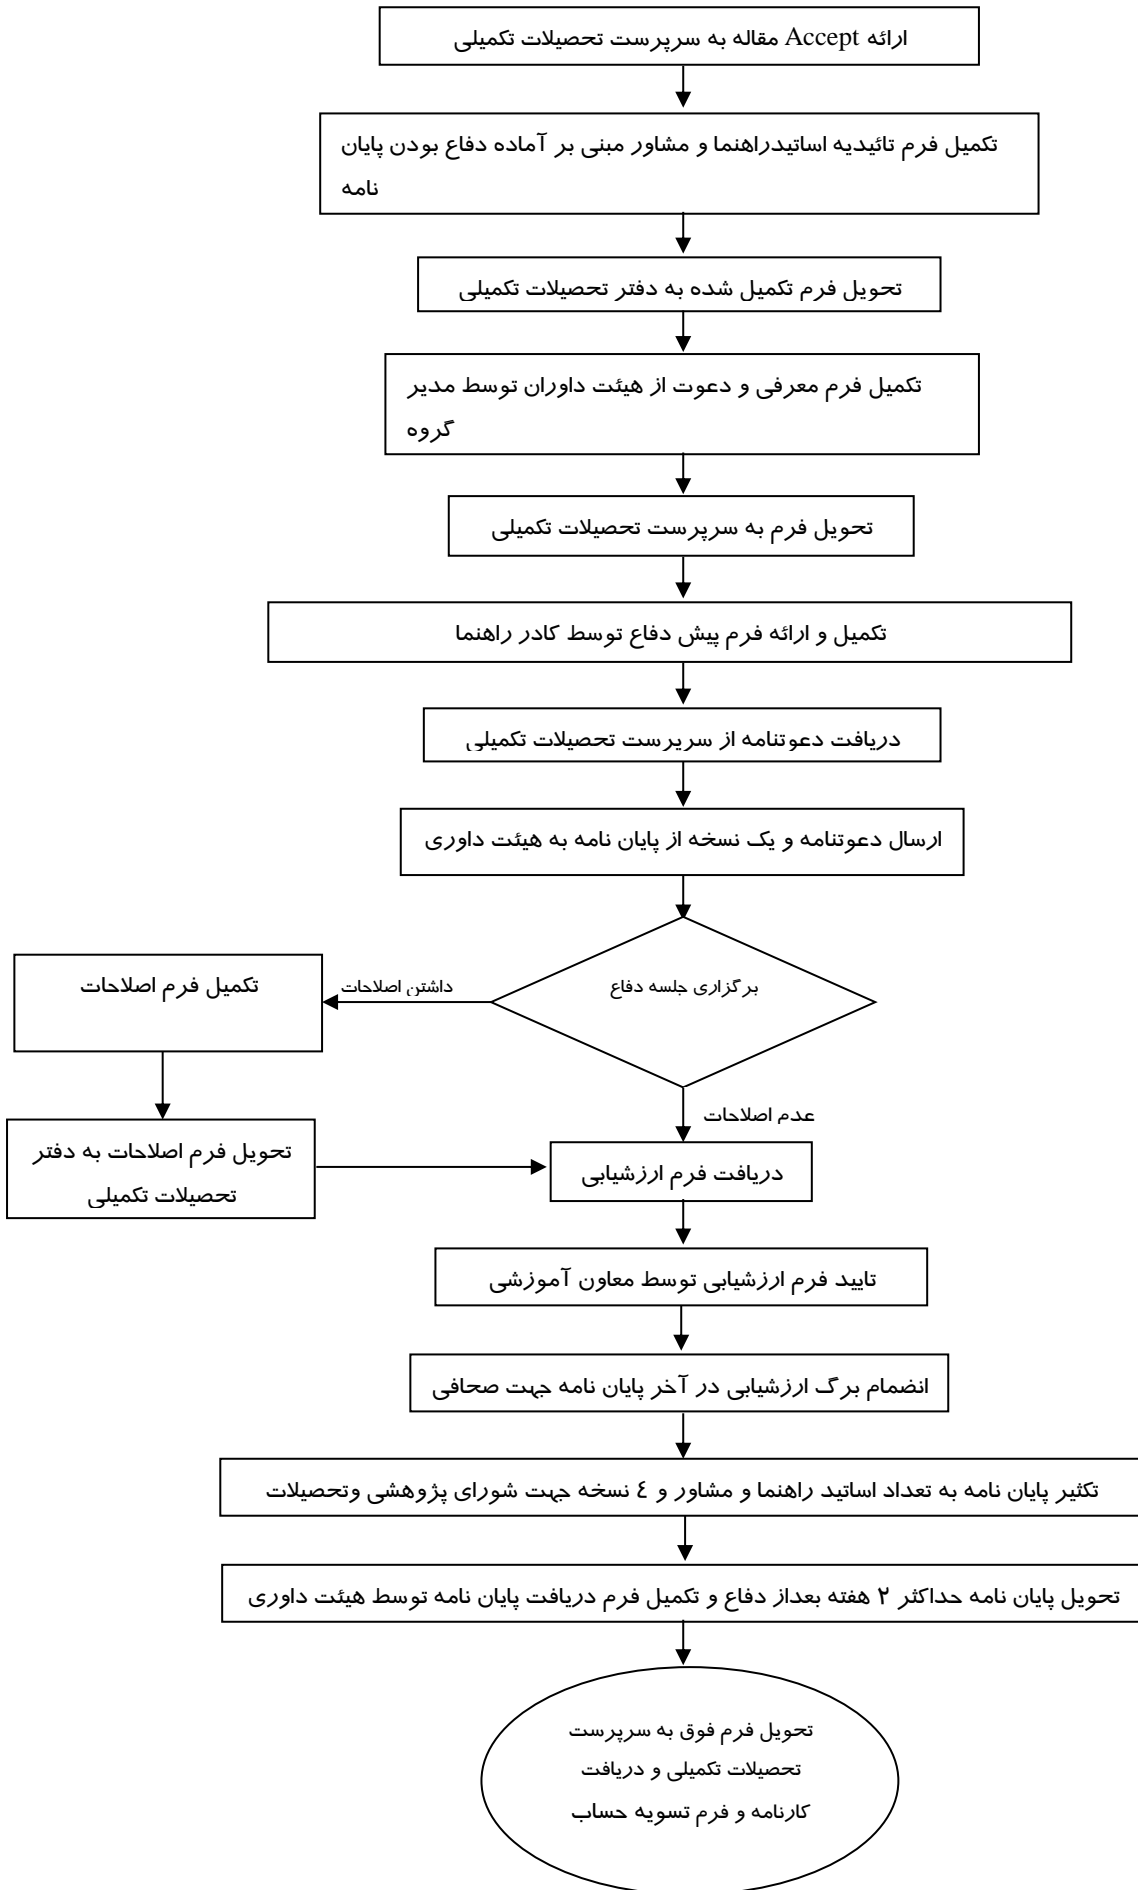 ارائه Accept مقاله به سرپرست تحصیلات تکمیلی
تکمیل فرم تائیدیه اساتیدراهنما و مشاور مبنی بر آماده دفاع بودن پایان
نامه
تحویل فرم تکمیل شده به دفتر تحصیلات تکمیلی
تکمیل فرم معرفی و دعوت از هیئت داوران توسط مدیر
گروه
تحویل فرم به سرپرست تحصیلات تکمیلی
تکمیل و ارائه فرم پیش دفاع توسط کادر راهنما
دریافت دعوتنامه از سرپرست تحصیلات تکمیلی
ارسال دعوتنامه و یک نسخه از پایان نامه به هیئت داوری
برگزاری جلسه دفاع
داشتن اصلاحات
تکمیل فرم اصلاحات
عدم اصلاحات
تحویل فرم اصلاحات به دفتر
تحصیلات تکمیلی
دریافت فرم ارزشیابی
تایید فرم ارزشیابی توسط معاون آموزشی
انضمام برگ ارزشیابی در آخر پایان نامه جهت صحافی
تکثیر پایان نامه به تعداد اساتید راهنما و مشاور و ٤ نسخه جهت شورای پژوهشی وتحصیلات
تحویل پایان نامه حداکثر ۲ هفته بعداز دفاع و تکمیل فرم دریافت پایان نامه توسط هیئت داوری
تحویل فرم فوق به سرپرست
تحصیلات تکمیلی و دریافت
کارنامه و فرم تسویه حساب